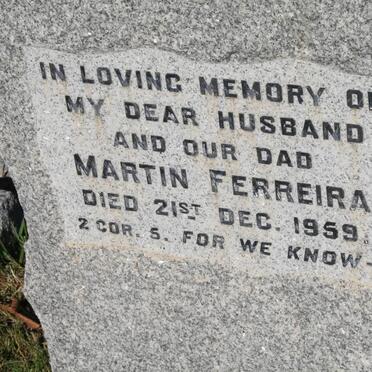 IN LOVING MEMORY OF
MY DEAR HUSBAND
AND OUR DAD
MARTIN FERREIRA
DIED 21ST DEC. 1959.
2 COR. 5. FOR WE KNOW-